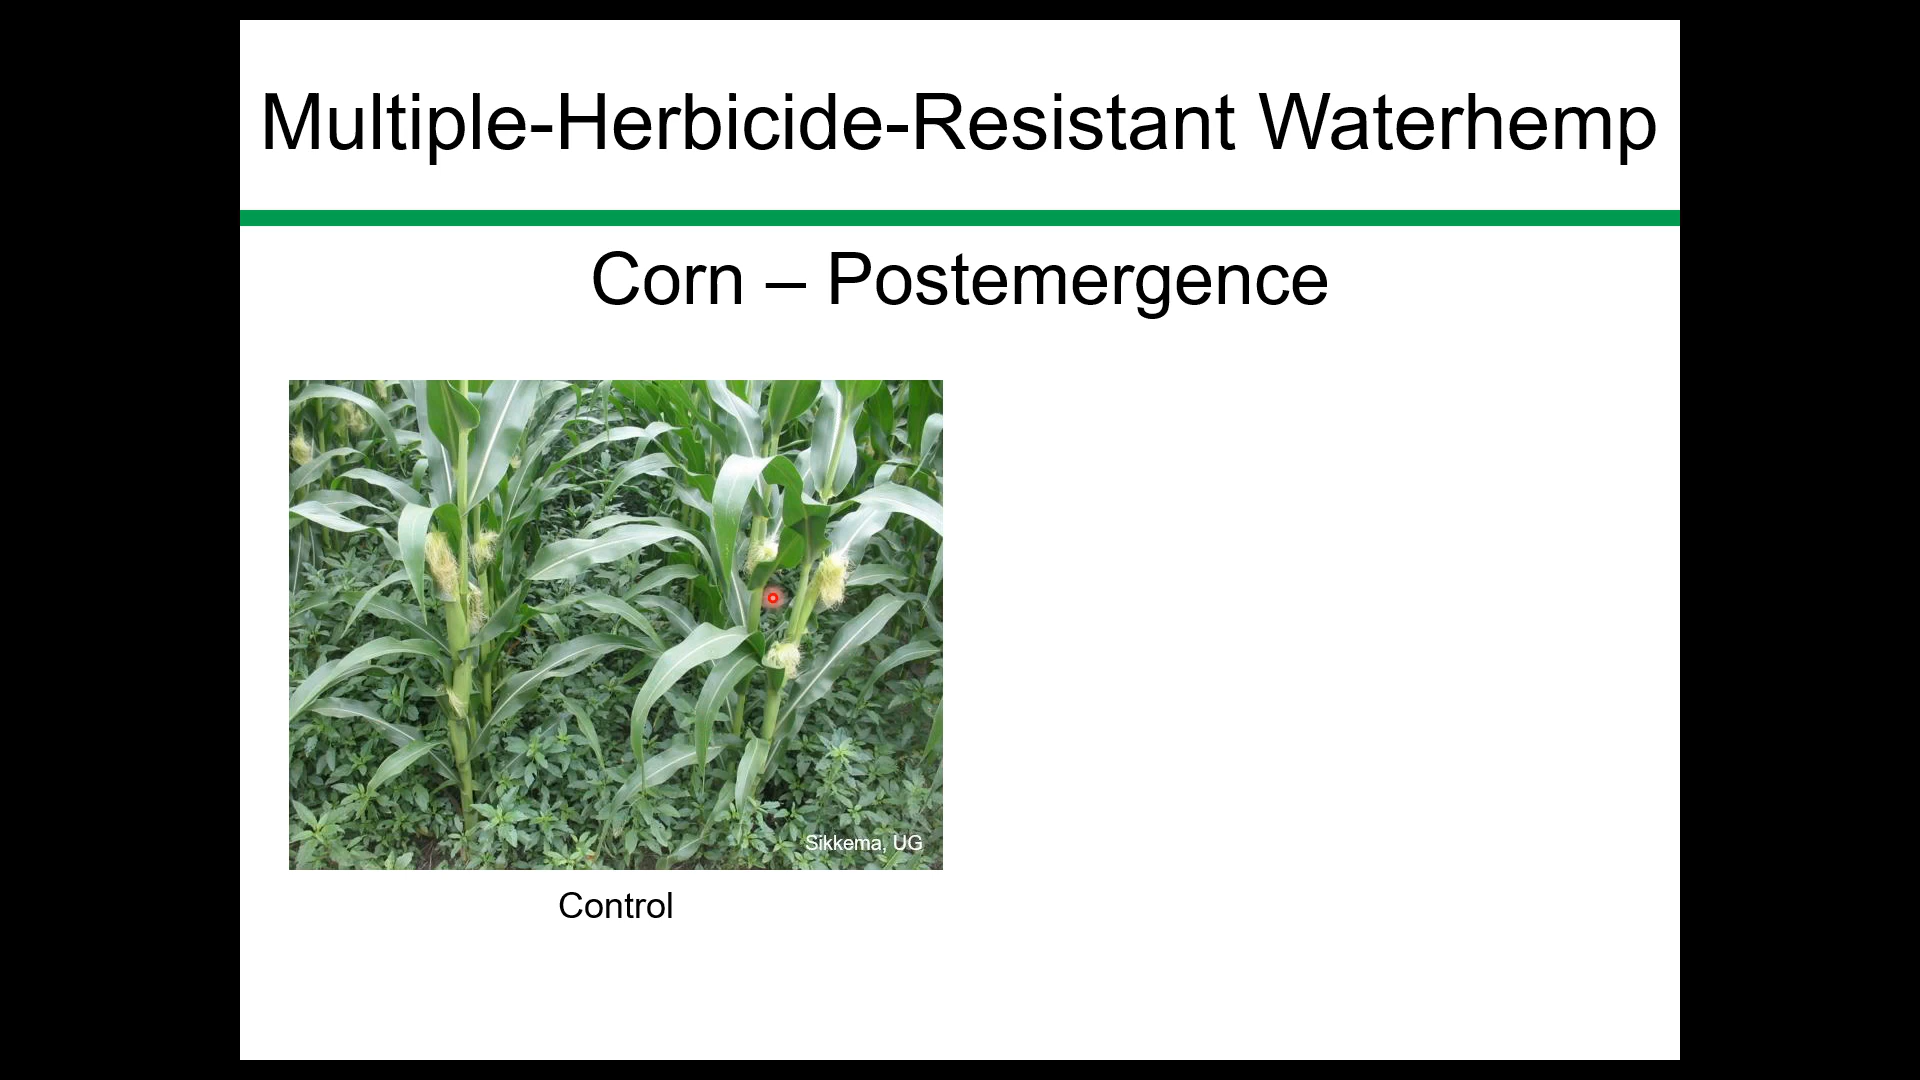 Multiple-Herbicide-Resistant Waterhemp
Corn – Postemergence
Sikkema, UG
Control